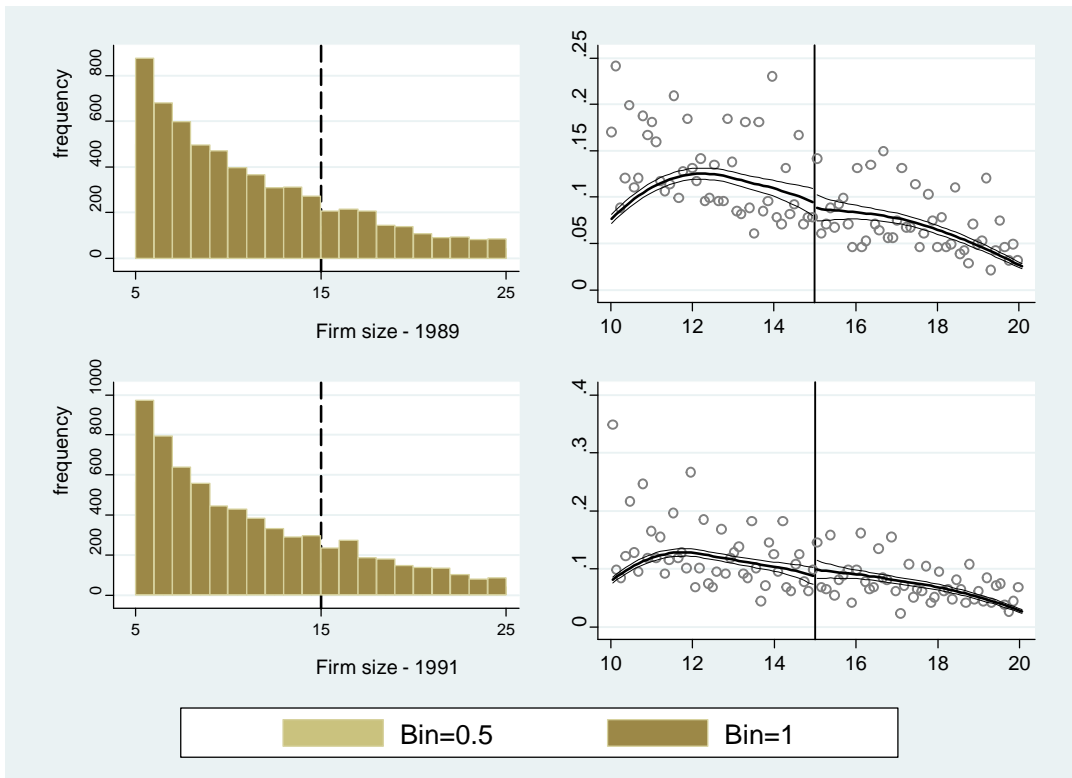 frequency
0 200 400 600 800
5 15 25
Firm size - 1989
0 .05 .1 .15 .2 .25
10 12 14 16 18 20
frequency
0 200 400 600 800 1000
5 15 25
Firm size - 1991
0 .1 .2 .3 .4
10 12 14 16 18 20
Bin=0.5 Bin=1